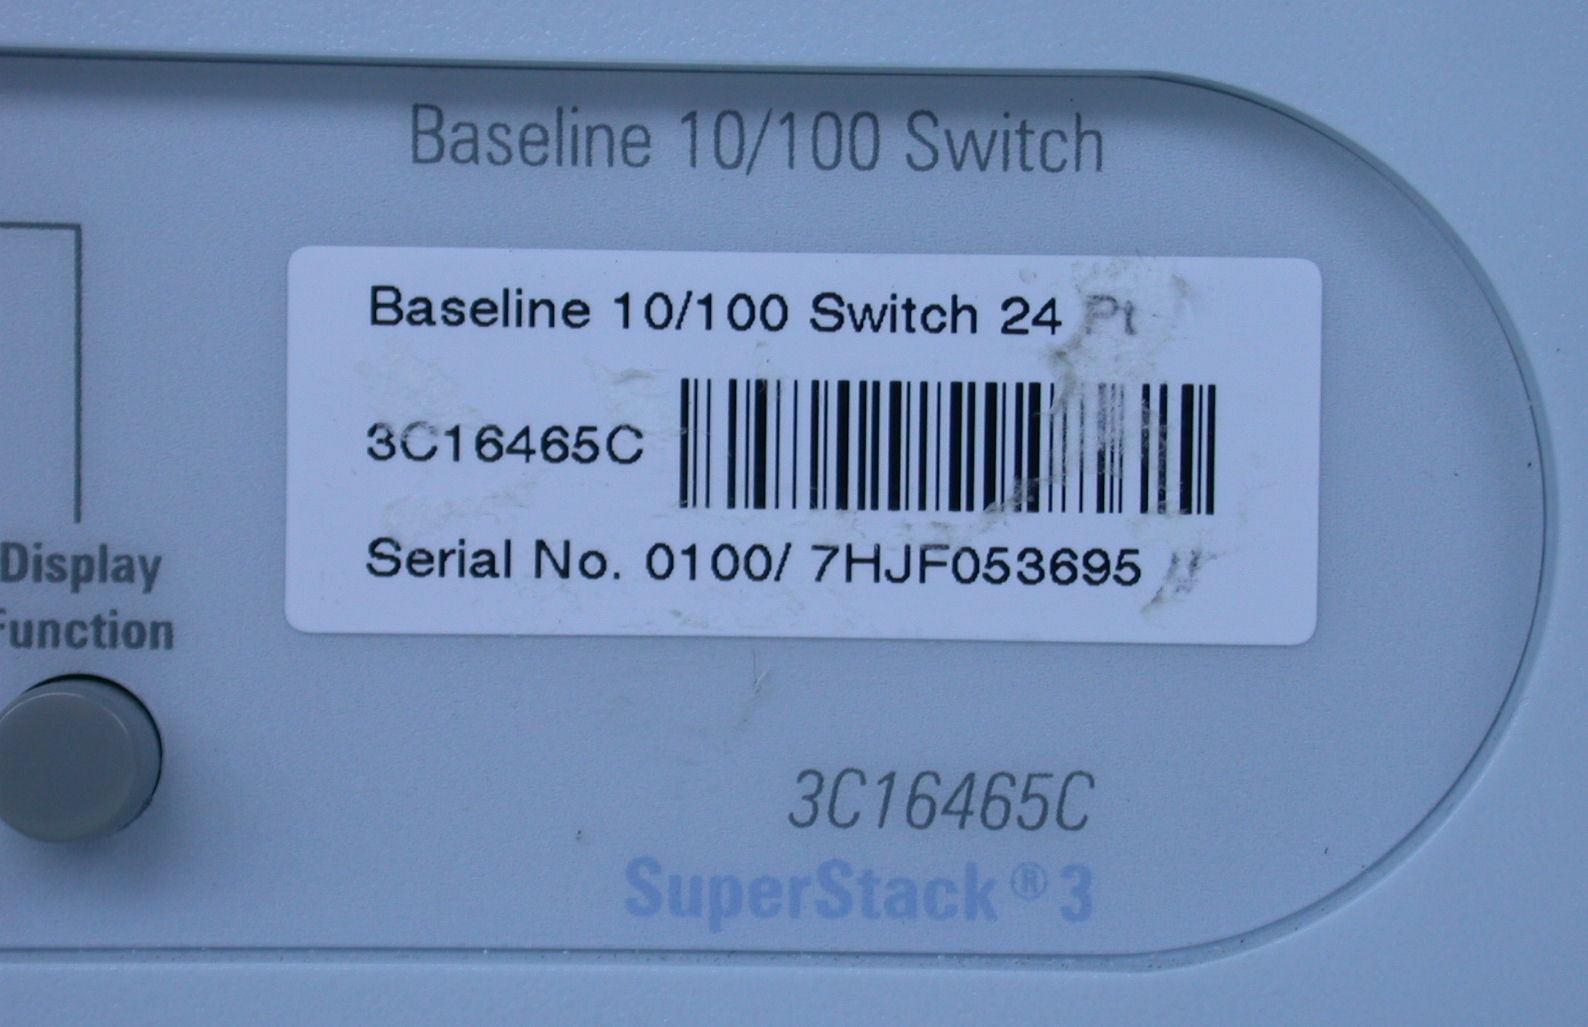 Baseline 10/100 Switch
Baseline 10/100 Switch 24 Pt
3C16465C
Serial No. 0100/ 7HJF053695
Display
Function
3C16465C
SuperStack® 3